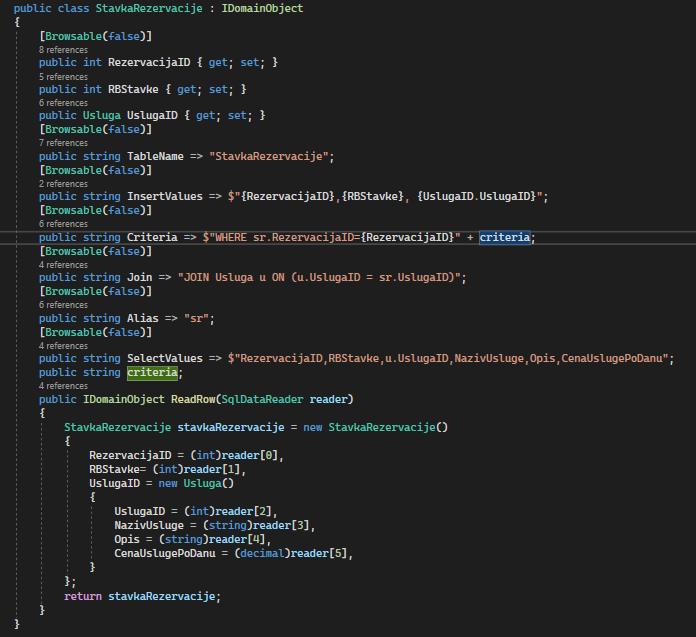 public class StavkaRezervacije : IDomainObject
{
[Browsable(false)]
8 references
public int RezervacijaID { get; set; }
5 references
public int RBStavke { get; set; }
6 references
public Usluga UslugaID { get; set; }
[Browsable(false)]
7 references
public string TableName => "StavkaRezervacije";
[Browsable(false)]
2 references
public string InsertValues => $"{RezervacijaID},{RBStavke}, {UslugaID.UslugaID}";
[Browsable(false)]
6 references
public string Criteria => $"WHERE sr.RezervacijaID={RezervacijaID}" + criteria;
[Browsable(false)]
4 references
public string Join => "JOIN Usluga u ON (u.UslugaID = sr.UslugaID)";
[Browsable(false)]
6 references
public string Alias => "sr";
[Browsable(false)]
4 references
public string SelectValues => $"RezervacijaID,RBStavke,u.UslugaID,NazivUsluge,Opis,CenaUslugePoDanu";
public string criteria;
4 references
public IDomainObject ReadRow(SqlDataReader reader)
{
StavkaRezervacije stavkaRezervacije = new StavkaRezervacije()
{
RezervacijaID = (int)reader[0],
RBStavke= (int)reader[1],
UslugaID = new Usluga()
{
UslugaID = (int)reader[2],
NazivUsluge = (string)reader[3],
Opis = (string)reader[4],
CenaUslugePoDanu = (decimal)reader[5],
}
};
return stavkaRezervacije;
}
}